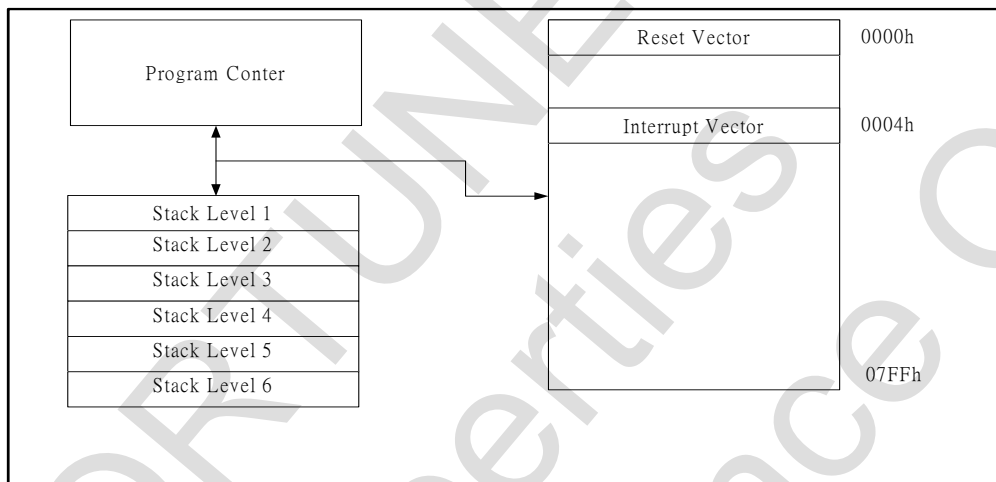 Program Conter
Stack Level 1
Stack Level 2
Stack Level 3
Stack Level 4
Stack Level 5
Stack Level 6
Reset Vector 0000h
Interrupt Vector 0004h
07FFh